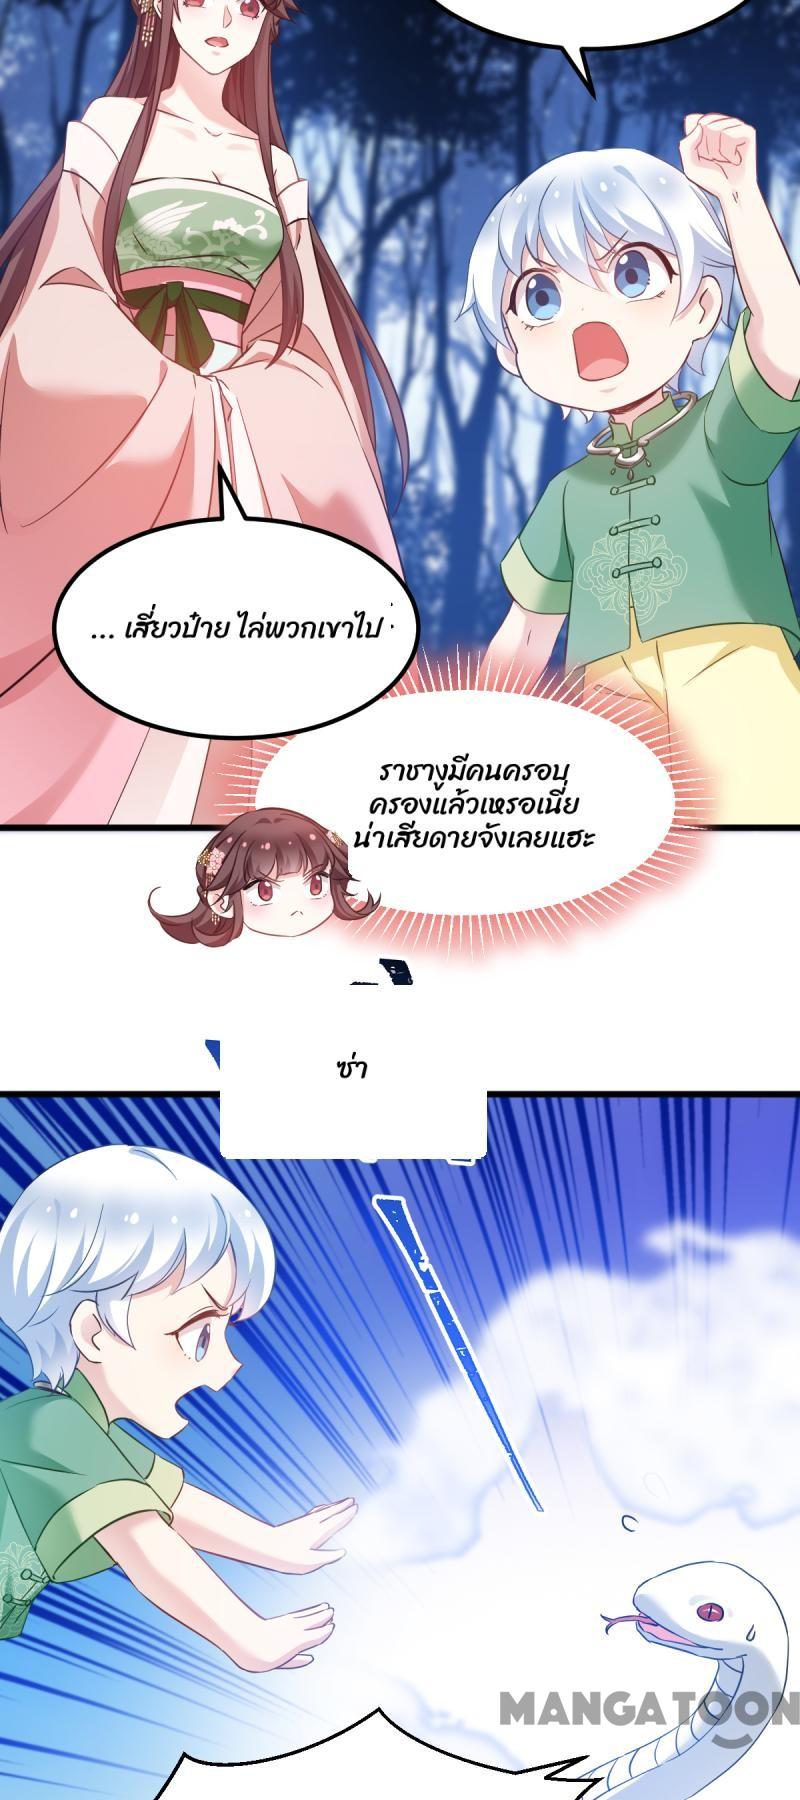 ... เสี่ยวป๋าย ไล่พวกเขาไป :
ราชางูมีคนครอบ
ครองแล้วเหรอเนี่ย
น่าเสียดายจังเลยแฮะ
ซ่า
MANGATOON